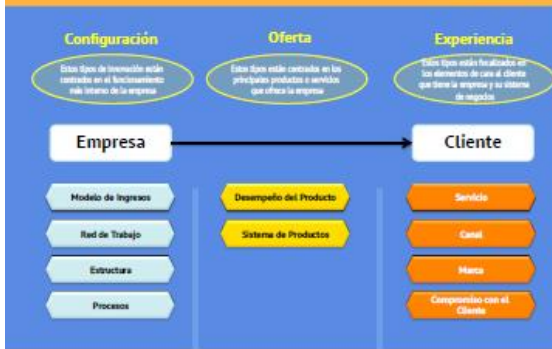 Configuración
Estos tipos de innovación están
centrados en el funcionamiento
más interno de la empresa
Oferta
Estos tipos están centrados en los
principales productos o servicios
que ofrece la empresa
Experiencia
Estos tipos están focalizados en
los elementos de cara al cliente
que tiene la empresa y su sistema
de negocios
Empresa
Cliente
Modelo de Ingresos
Red de Trabajo
Estructura
Procesos
Desempeño del Producto
Sistema de Productos
Servicio
Canal
Marca
Compromiso con el
Cliente